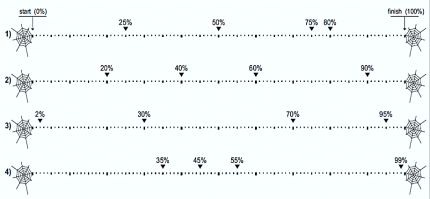 start (0%) finish (100%)
25% 50% 75% 80%
1)
20% 40% 60% 90%
2)
2% 30% 70% 95%
3)
35% 45% 55% 99%
4)